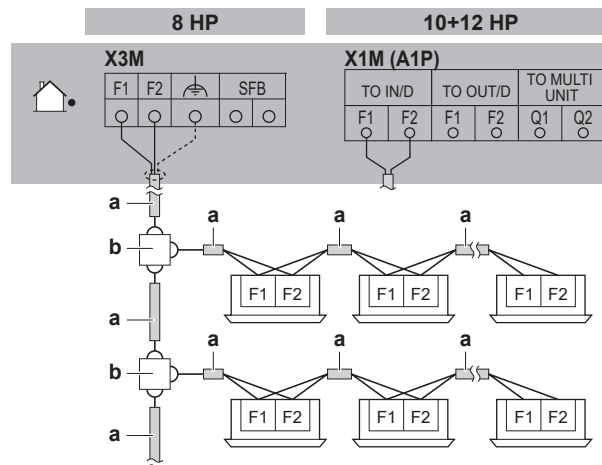 8 HP 10+12 HP
X3M X1M (A1P)
F1 F2 SFB TO IN/D TO OUT/D TO MULTI UNIT
F1 F2 F1 F2 Q1 Q2
a
a a a
b
F1 F2 F1 F2 F1 F2
a
a a a
b
F1 F2 F1 F2 F1 F2
a